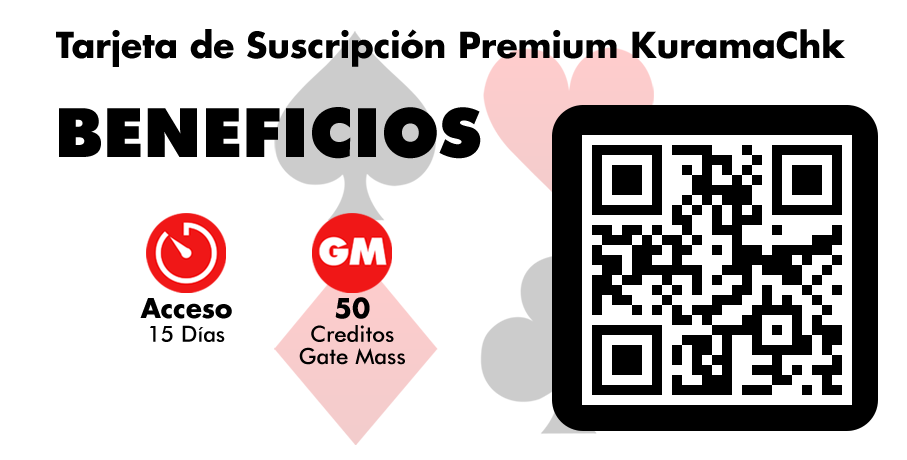 Tarjeta de Suscripción Premium KuramaChk
BENEFICIOS
GM
Acceso
15 Días
50
Creditos
Gate Mass